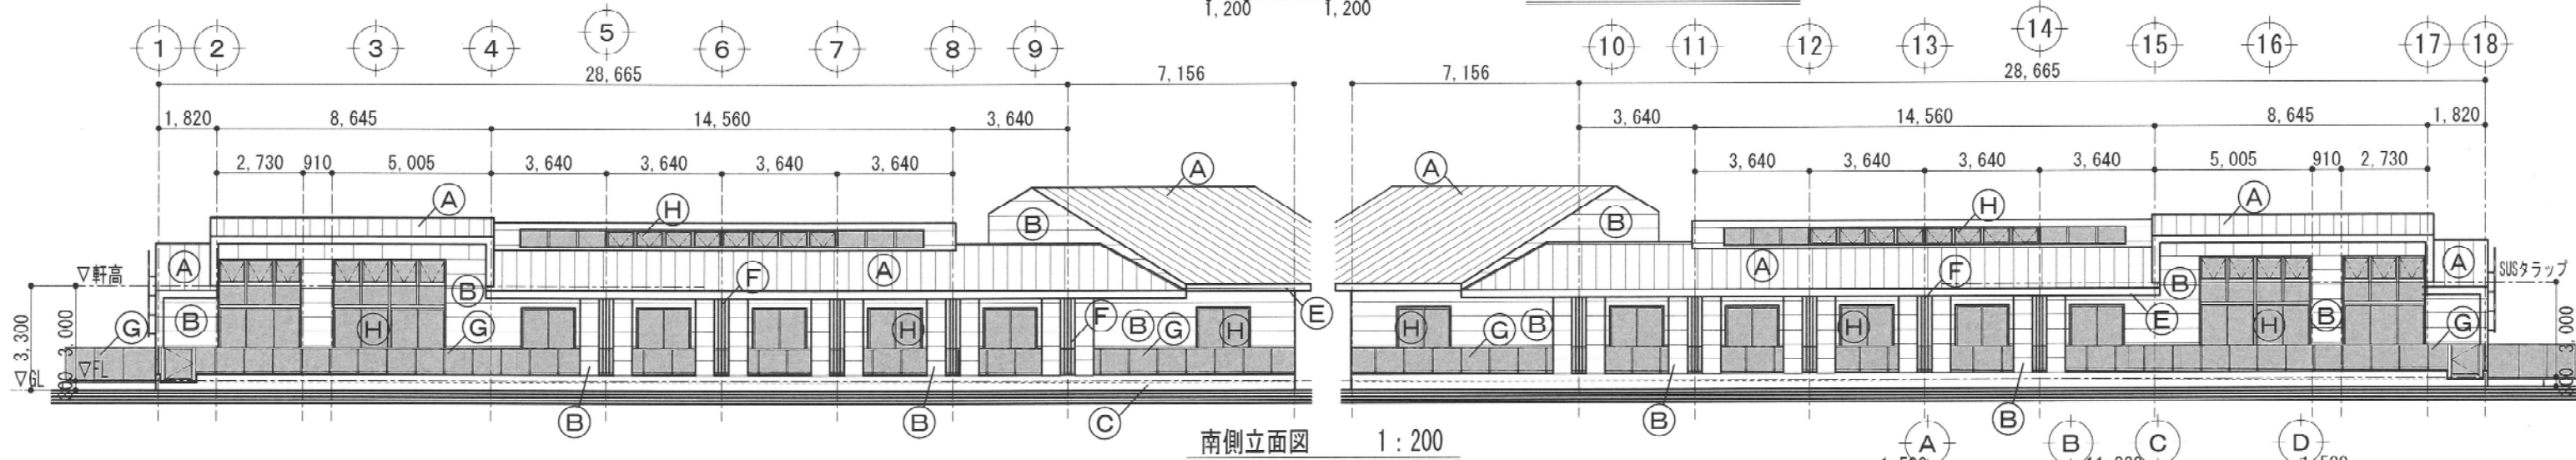 1,200 1,200
1 2 3 4 5 6 7 8 9 10 11 12 13 14 15 16 17 18
28,665 7,156 7,156 28,665
1,820 8,645 14,560 3,640 3,640 14,560 8,645 1,820
2,730 910 5,005 3,640 3,640 3,640 3,640 3,640 3,640 3,640 3,640 5,005 910 2,730
A H A A H A
B B
A A A A
▽軒高 F F SUSタラップ
B B B
B E E
G H G H H F B G H H G B H H B G
3,300 3,000 3,000
▽FL
▽GL
300 300
B B C B B
南側立面図 1:200
A B C D